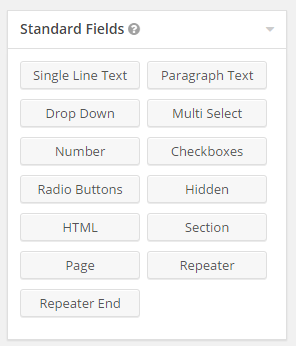 Standard Fields ?
Single Line Text Paragraph Text
Drop Down Multi Select
Number Checkboxes
Radio Buttons Hidden
HTML Section
Page Repeater
Repeater End